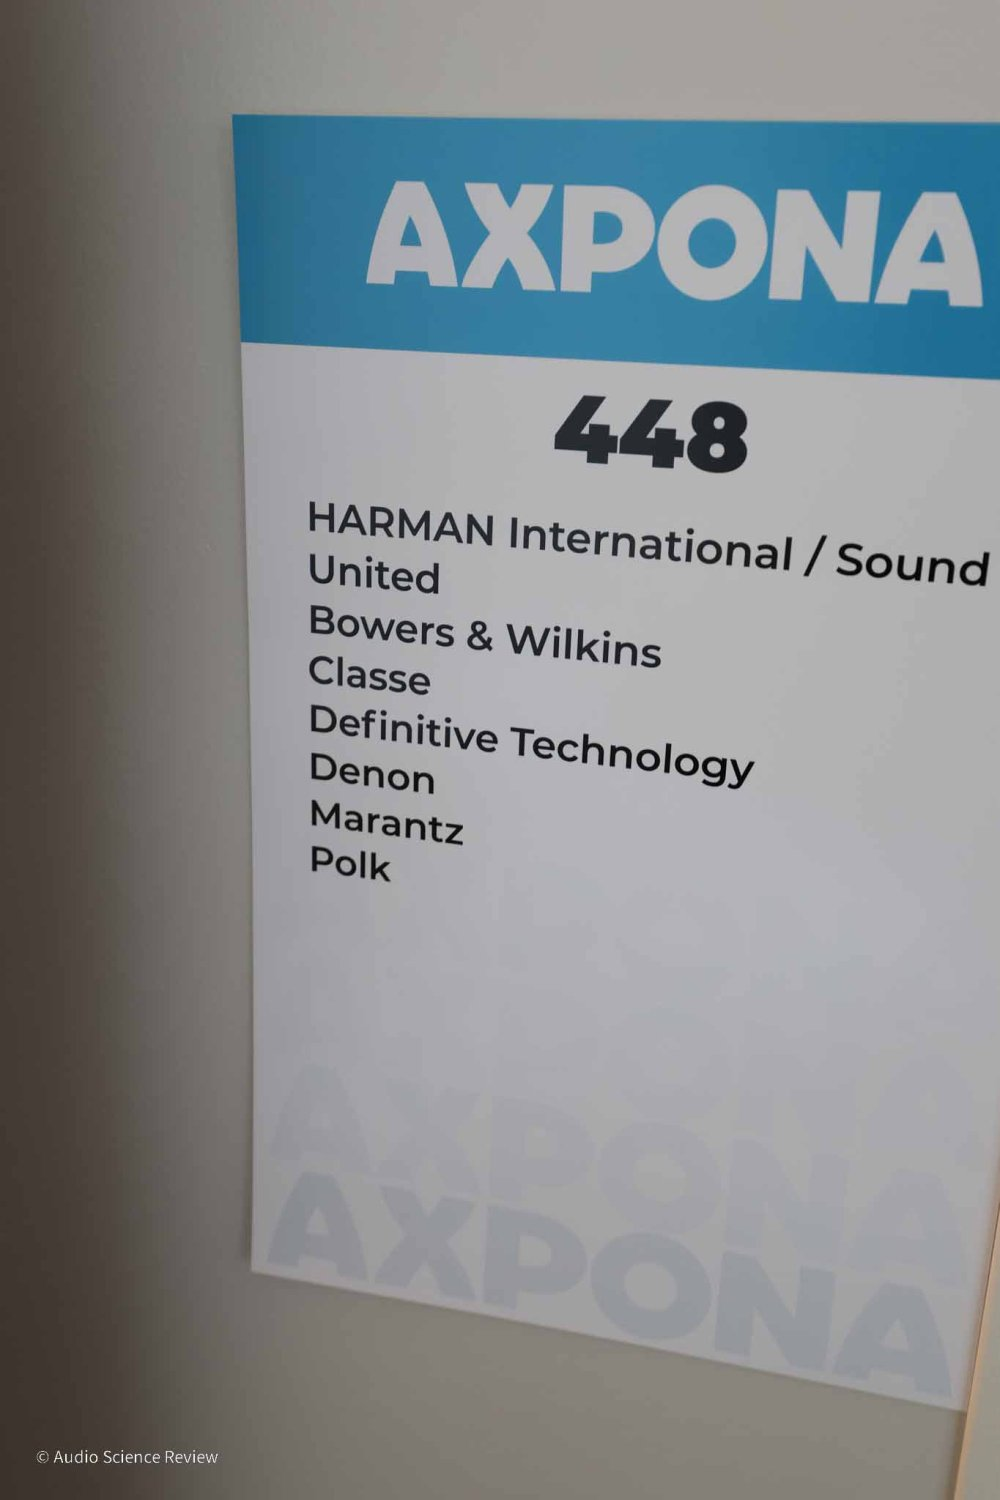 AXPONA
448
HARMAN International / Sound
United
Bowers & Wilkins
Classe
Definitive Technology
Denon
Marantz
Polk
AXPONA
AXPONA
© Audio Science Review